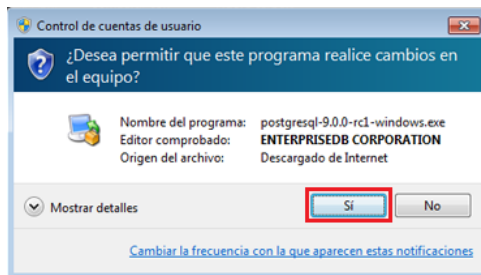 Control de cuentas de usuario
¿Desea permitir que este programa realice cambios en
el equipo?
Nombre del programa: postgresql-9.0.0-rc1-windows.exe
Editor comprobado: ENTERPRISEDB CORPORATION
Origen del archivo: Descargado de Internet
Mostrar detalles Sí No
Cambiar la frecuencia con la que aparecen estas notificaciones